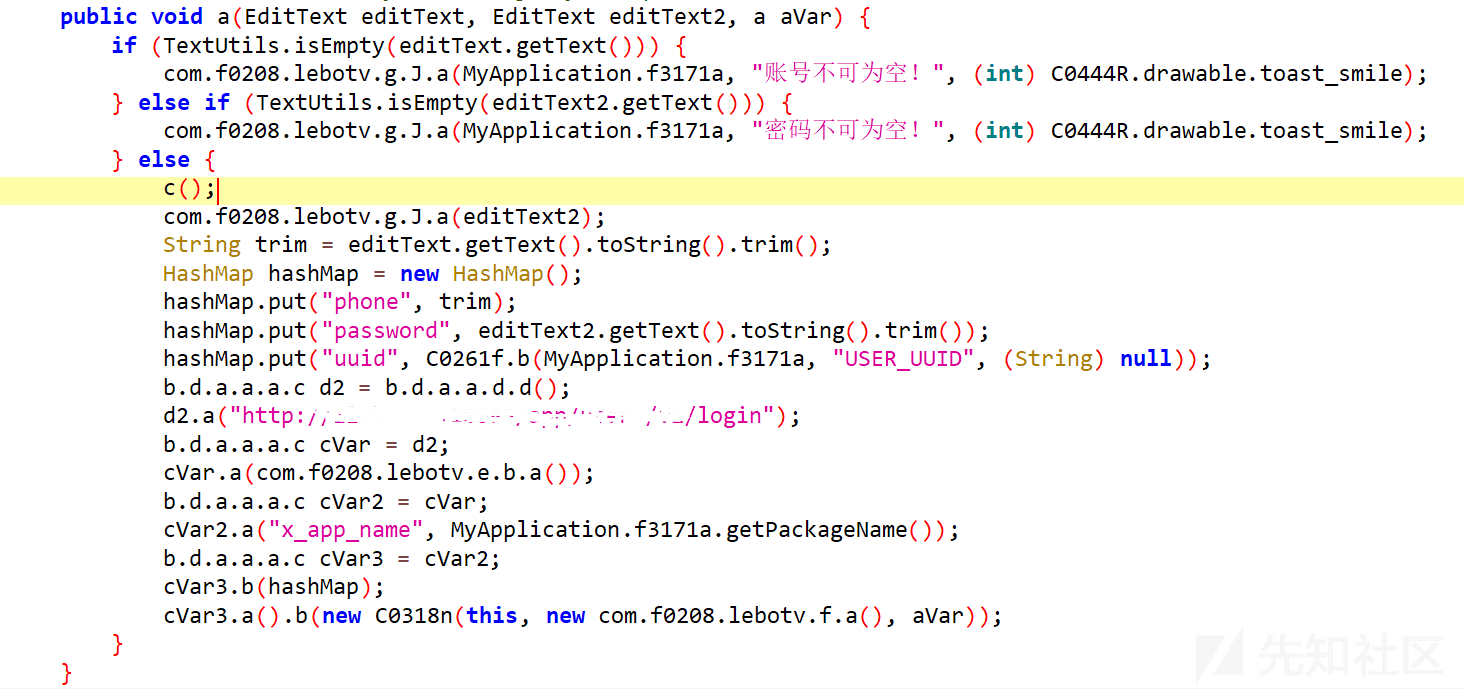 public void a(EditText editText, EditText editText2, a aVar) {
if (TextUtils.isEmpty(editText.getText())) {
com.f0208.lebotv.g.J.a(MyApplication.f3171a, "账号不可为空！", (int) C0444R.drawable.toast_smile);
} else if (TextUtils.isEmpty(editText2.getText())) {
com.f0208.lebotv.g.J.a(MyApplication.f3171a, "密码不可为空！", (int) C0444R.drawable.toast_smile);
} else {
c();
com.f0208.lebotv.g.J.a(editText2);
String trim = editText.getText().toString().trim();
HashMap hashMap = new HashMap();
hashMap.put("phone", trim);
hashMap.put("password", editText2.getText().toString().trim());
hashMap.put("uuid", C0261f.b(MyApplication.f3171a, "USER_UUID", (String) null));
b.d.a.a.a.c d2 = b.d.a.a.d.d();
d2.a("http:/ /login");
b.d.a.a.a.c cVar = d2;
cVar.a(com.f0208.lebotv.e.b.a());
b.d.a.a.a.c cVar2 = cVar;
cVar2.a("x_app_name", MyApplication.f3171a.getPackageName());
b.d.a.a.a.c cVar3 = cVar2;
cVar3.b(hashMap);
cVar3.a().b(new C0318n(this, new com.f0208.lebotv.f.a(), aVar));
}
}
先知社区